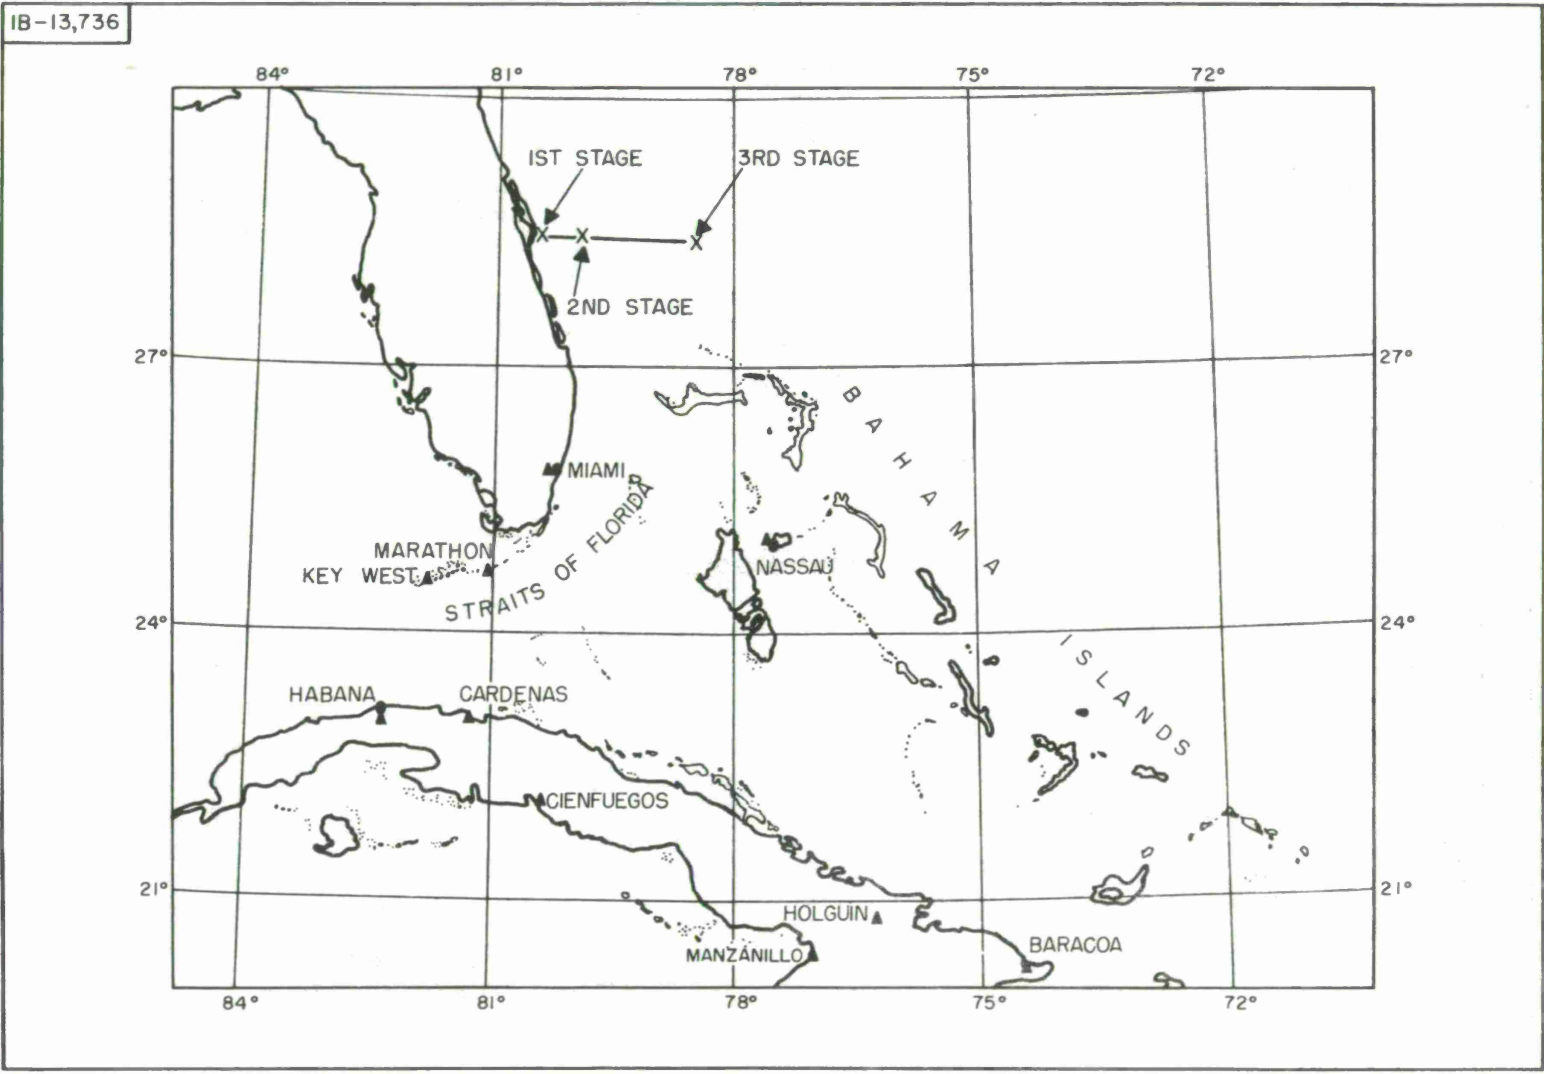 IB-13,736
84° 81° 78° 75° 72°
1ST STAGE 3RD STAGE
2ND STAGE
27° 27°
BAHAMA
MIAMI
STRAITS OF FLORIDA
MARATHON
KEY WEST
NASSAU
24° 24°
ISLANDS
HABANA CARDENAS
CIENFUEGOS
21° 21°
HOLGUIN
BARACOA
MANZANILLO
84° 81° 78° 75° 72°